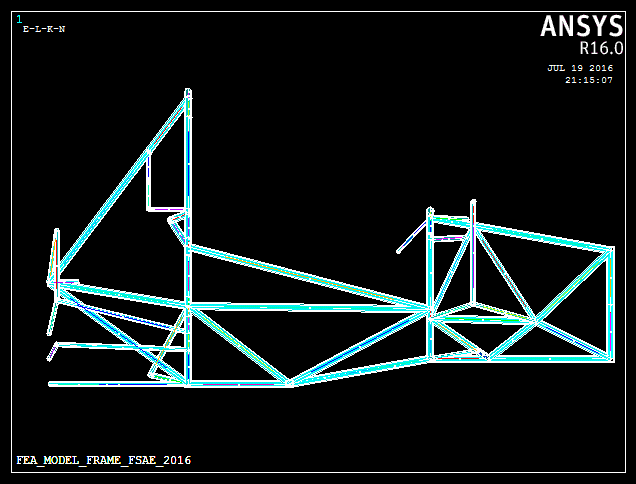 1
E-L-K-N
ANSYS
R16.0
JUL 19 2016
21:15:07
FEA_MODEL_FRAME_FSAE_2016